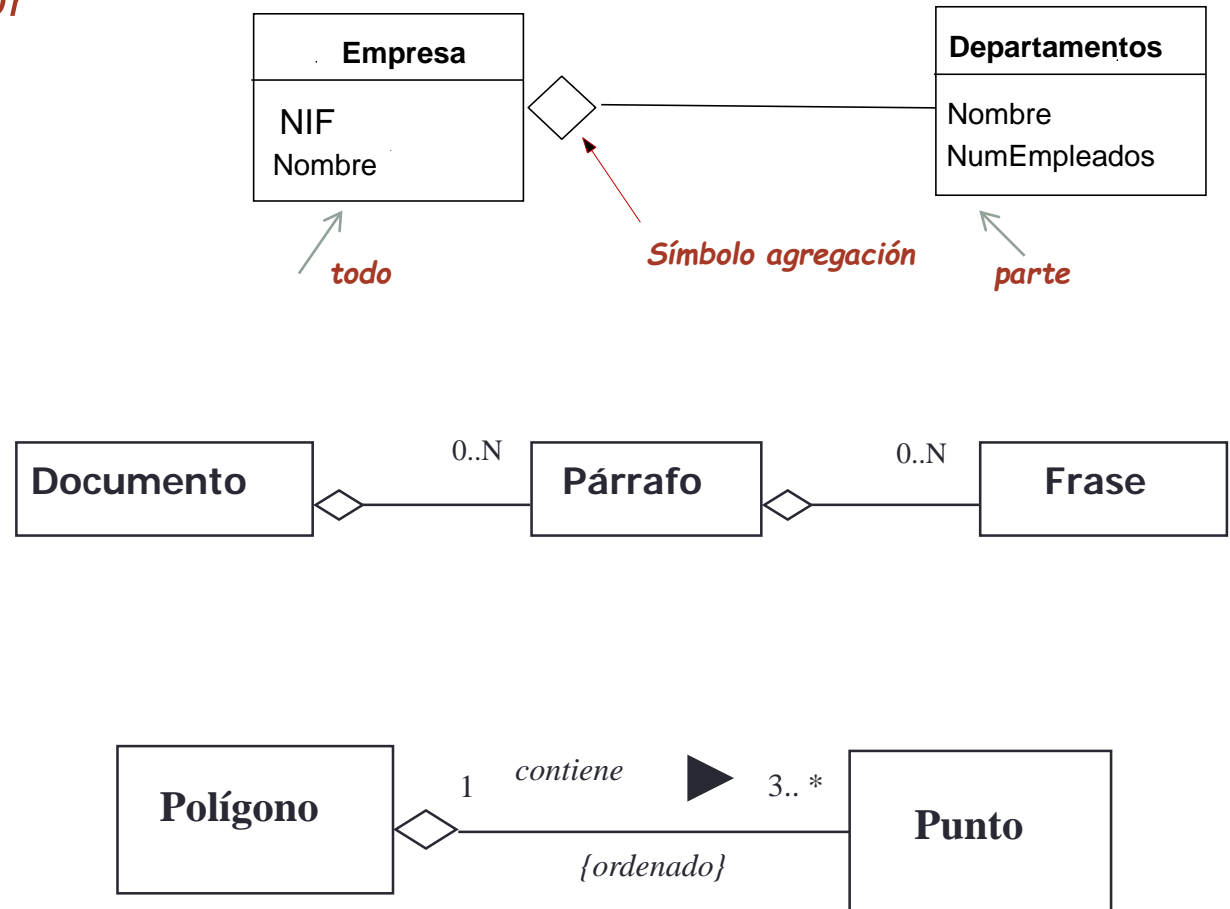 Empresa
NIF
Nombre
Departamentos
Nombre
NumEmpleados
todo
Símbolo agregación
parte
Documento
0..N
Párrafo
0..N
Frase
Polígono
1
contiene
3.. *
{ordenado}
Punto